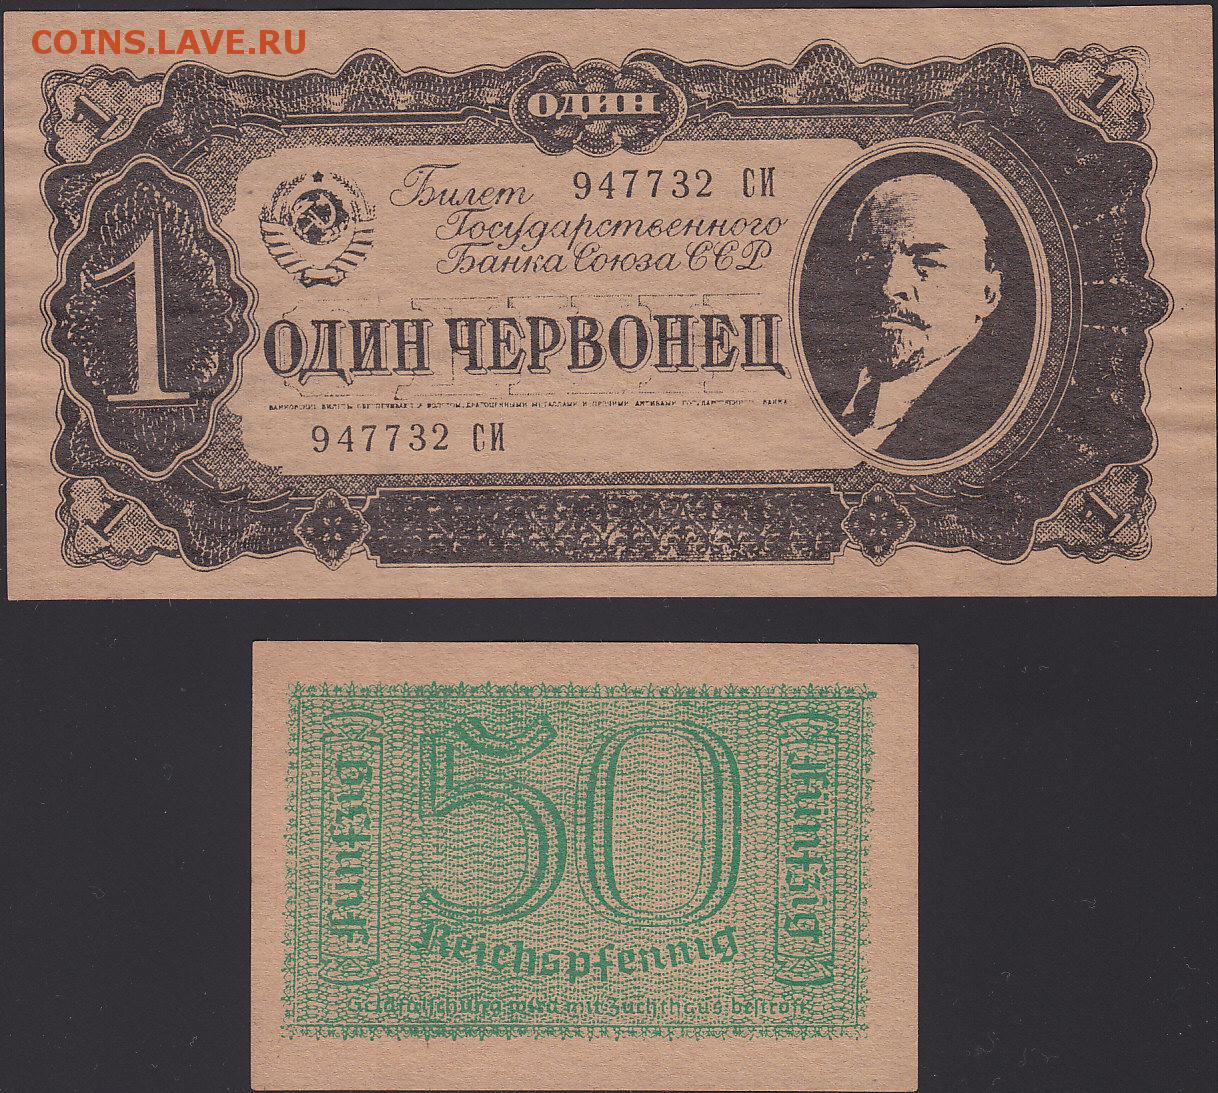 COINS.LAVE.RU
1
1
ОДИН
Билет 947732 СИ
Государственного
Банка Союза ССР
1
ОДИН ЧЕРВОНЕЦ
947732 СИ
1
1
50
Fünfzig
Fünfzig
Reichspfennig